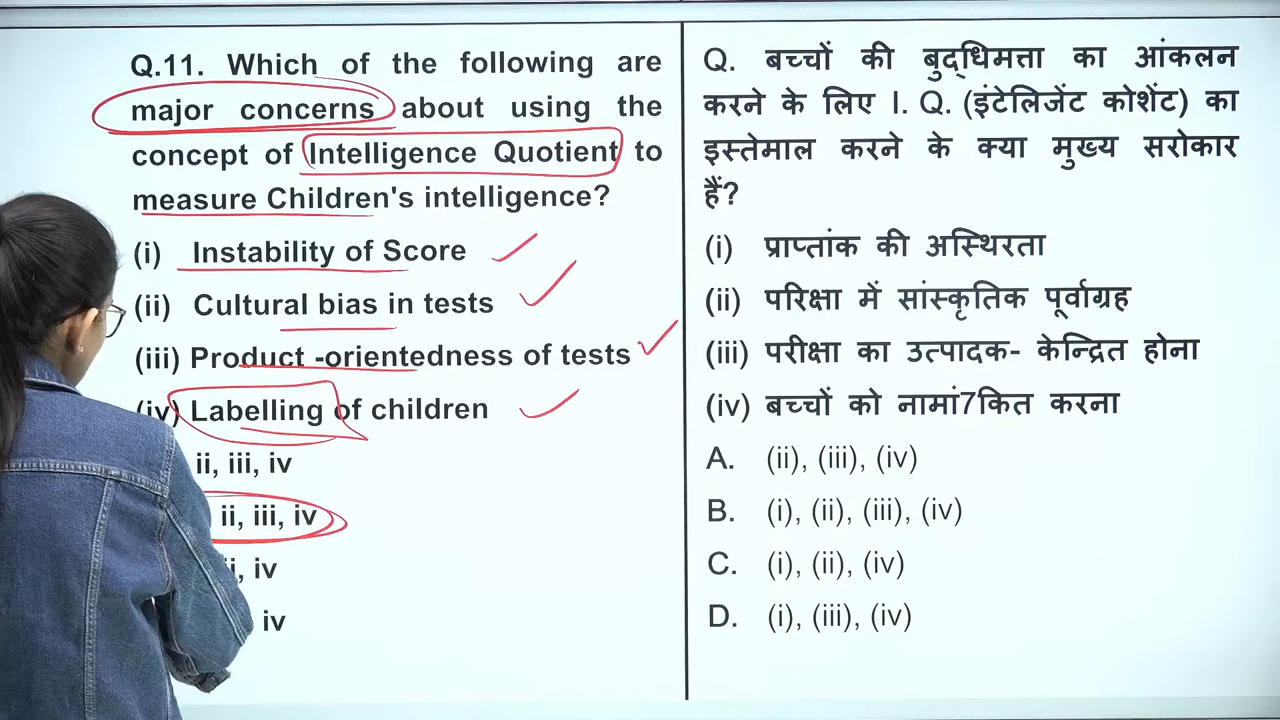 Q.11. Which of the following are
major concerns about using the
concept of Intelligence Quotient to
measure Children's intelligence?
(i) Instability of Score
(ii) Cultural bias in tests
(iii) Product -orientedness of tests
(iv) Labelling of children
ii, iii, iv
ii, iii, iv
iv
iv
Q. बच्चों की बुद्धिमत्ता का आंकलन
करने के लिए I. Q. (इंटेलिजेंट कोशेंट) का
इस्तेमाल करने के क्या मुख्य सरोकार
हैं?
(i) प्राप्तांक की अस्थिरता
(ii) परिक्षा में सांस्कृतिक पूर्वाग्रह
(iii) परीक्षा का उत्पादक- केन्द्रित होना
(iv) बच्चों को नामां7कित करना
A. (ii), (iii), (iv)
B. (i), (ii), (iii), (iv)
C. (i), (ii), (iv)
D. (i), (iii), (iv)